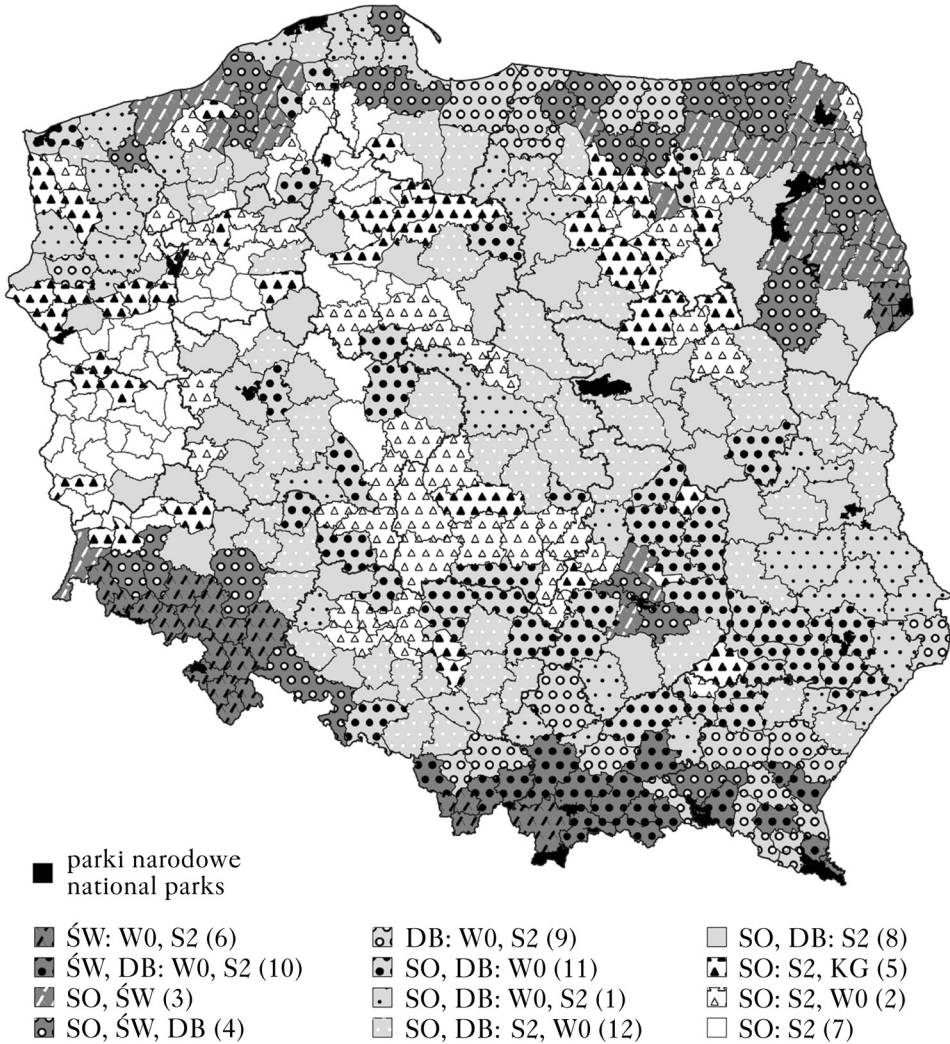 parki narodowe
national parks
ŚW: W0, S2 (6)
ŚW, DB: W0, S2 (10)
SO, ŚW (3)
SO, ŚW, DB (4)
DB: W0, S2 (9)
SO, DB: W0 (11)
SO, DB: W0, S2 (1)
SO, DB: S2, W0 (12)
SO, DB: S2 (8)
SO: S2, KG (5)
SO: S2, W0 (2)
SO: S2 (7)